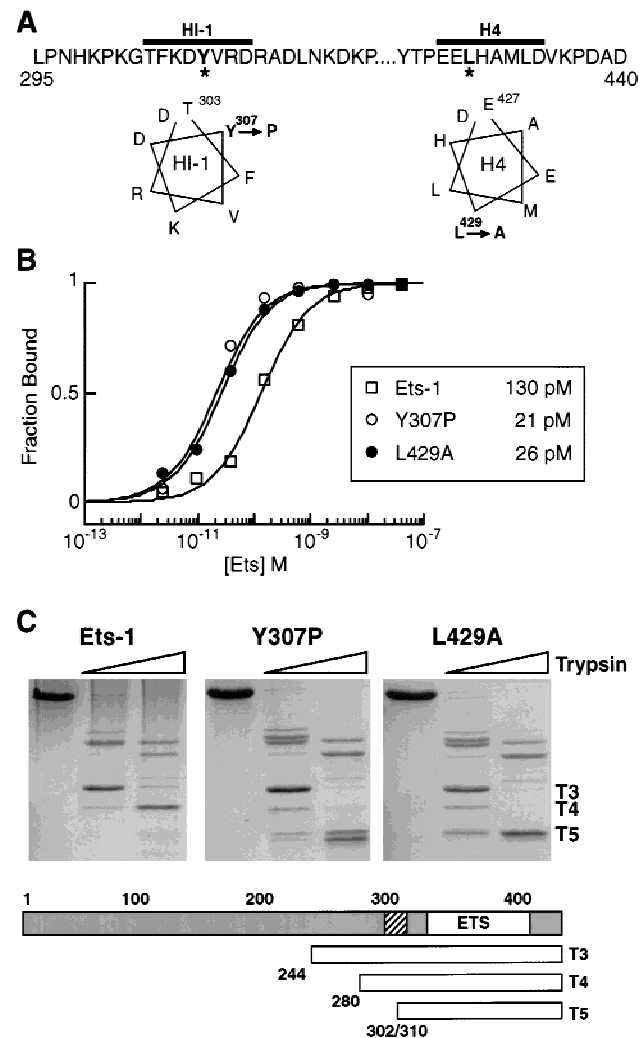 A
HI-1 H4
LPNHKPKGTFKDYVRDRADLNKDKP....YTPEELHAMLDVKPDAD
295 * * 440
D T 303 D E 427
D Y 307 → P H A
HI-1 H4
R F L E
K V L 429 → A M
B
1
0.5
0
Fraction Bound
10-13 10-11 10-9 10-7
[Ets] M
Ets-1 130 pM
Y307P 21 pM
L429A 26 pM
C
Ets-1 Y307P L429A
Trypsin
T3
T4
T5
1 100 200 300 400
ETS
244 T3
280 T4
302/310 T5